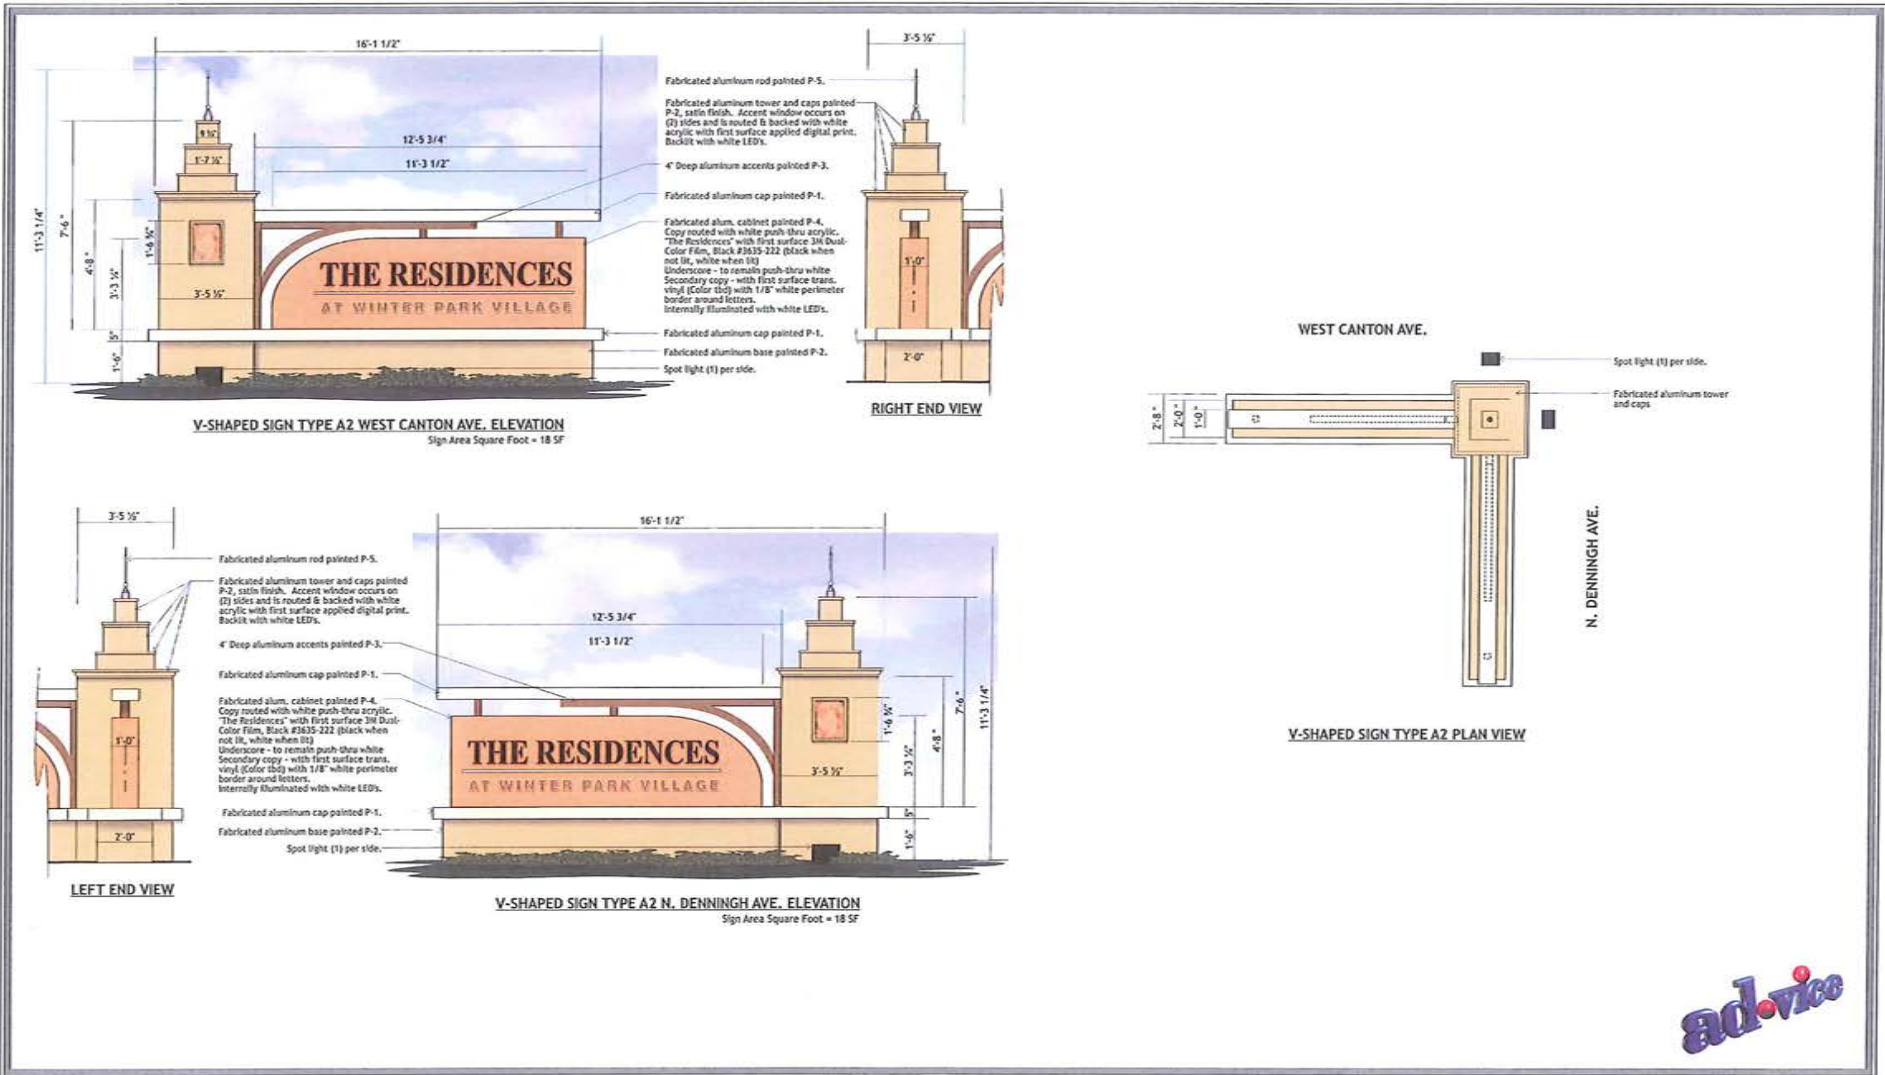 16'-1 1/2"
3'-5 ½"
12'-5 3/4"
11'-3 1/2"
1'-7 ½"
11'-3 1/4"
7'-6"
4'-8"
3'-3 ¼"
1'-6 ¾"
5"
1'-6"
3'-5 ½"
THE RESIDENCES
AT WINTER PARK VILLAGE
Fabricated aluminum rod painted P-5.
Fabricated aluminum tower and caps painted
P-2, satin finish. Accent window occurs on
(2) sides and is routed & backed with white
acrylic with first surface applied digital print.
Backlit with white LED's.
4" Deep aluminum accents painted P-3.
Fabricated aluminum cap painted P-1.
Fabricated alum. cabinet painted P-4.
Copy routed with white push-thru acrylic.
"The Residences" with first surface 3M Dual-
Color Film, Black #3635-222 (black when
not lit, white when lit)
Underscore - to remain push-thru white
Secondary copy - with first surface trans.
vinyl (Color tbd) with 1/8" white perimeter
border around letters.
Internally illuminated with white LED's.
Fabricated aluminum cap painted P-1.
Fabricated aluminum base painted P-2.
Spot light (1) per side.
1'-0"
2'-0"
RIGHT END VIEW
V-SHAPED SIGN TYPE A2 WEST CANTON AVE. ELEVATION
Sign Area Square Foot = 18 SF
WEST CANTON AVE.
Spot light (1) per side.
Fabricated aluminum tower
and caps
2'-8"
2'-0"
1'-0"
N. DENNINGH AVE.
V-SHAPED SIGN TYPE A2 PLAN VIEW
3'-5 ½"
16'-1 1/2"
Fabricated aluminum rod painted P-5.
Fabricated aluminum tower and caps painted
P-2, satin finish. Accent window occurs on
(2) sides and is routed & backed with white
acrylic with first surface applied digital print.
Backlit with white LED's.
4" Deep aluminum accents painted P-3.
Fabricated aluminum cap painted P-1.
Fabricated alum. cabinet painted P-4.
Copy routed with white push-thru acrylic.
"The Residences" with first surface 3M Dual-
Color Film, Black #3635-222 (black when
not lit, white when lit)
Underscore - to remain push-thru white
Secondary copy - with first surface trans.
vinyl (Color tbd) with 1/8" white perimeter
border around letters.
Internally illuminated with white LED's.
Fabricated aluminum cap painted P-1.
Fabricated aluminum base painted P-2.
Spot light (1) per side.
1'-0"
2'-0"
LEFT END VIEW
12'-5 3/4"
11'-3 1/2"
THE RESIDENCES
AT WINTER PARK VILLAGE
3'-5 ½"
1'-6 ¾"
3'-3 ¼"
4'-8"
7'-6"
11'-3 1/4"
5"
1'-6"
V-SHAPED SIGN TYPE A2 N. DENNINGH AVE. ELEVATION
Sign Area Square Foot = 18 SF
ad•vice